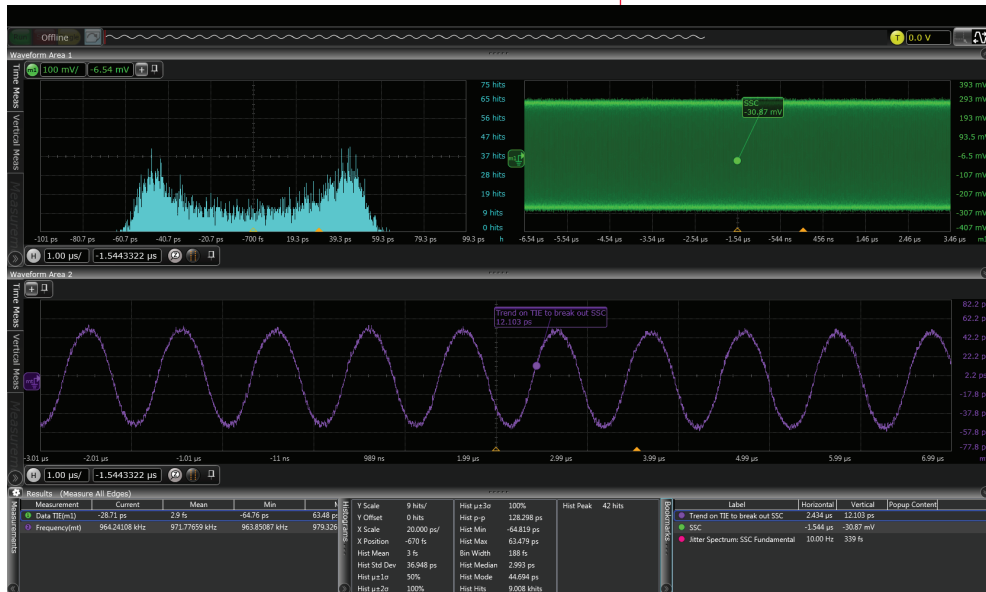 Offline
T 0.0 V
Waveform Area 1
m1 100 mV/ -6.54 mV
Time Meas
Vertical Meas
Measurements
75 hits
65 hits
56 hits
47 hits
37 hits
28 hits
19 hits
9 hits
0 hits
-101 ps -80.7 ps -60.7 ps -40.7 ps -20.7 ps -700 fs 19.3 ps 39.3 ps 59.3 ps 79.3 ps 99.3 ps h
SSC
-30.87 mV
393 mV
293 mV
193 mV
93.5 mV
-6.5 mV
-107 mV
-207 mV
-307 mV
-407 mV
-6.54 µs -5.54 µs -4.54 µs -3.54 µs -2.54 µs -1.54 µs -544 ns 456 ns 1.46 µs 2.46 µs 3.46 µs
H 1.00 µs/ -1.5443322 µs
Waveform Area 2
Time Meas
Vertical Meas
Measurements
Trend on TIE to break out SSC
12.103 ps
82.2 p
62.2 p
42.2 p
22.2 p
2.2 ps
-17.8 p
-37.8 p
-57.8 p
-77.8 p
-3.01 µs -2.01 µs -1.01 µs -11 ns 989 ns 1.99 µs 2.99 µs 3.99 µs 4.99 µs 5.99 µs 6.99 µs
H 1.00 µs/ -1.5443322 µs
Results (Measure All Edges)
Measurements
Measurement Current Mean Min
Data TIE(m1) -28.71 ps 2.9 fs -64.76 ps 63.48 ps
Frequency(mt) 964.24108 kHz 971.77659 kHz 963.85087 kHz 979.326
Histograms
Y Scale 9 hits/ Hist µ±3σ 100% Hist Peak 42 hits
Y Offset 0 hits Hist p-p 128.298 ps
X Scale 20.000 ps/ Hist Min -64.819 ps
X Position -670 fs Hist Max 63.479 ps
Hist Mean 3 fs Bin Width 188 fs
Hist Std Dev 36.948 ps Hist Median 2.993 ps
Hist µ±1σ 50% Hist Mode 44.694 ps
Hist µ±2σ 100% Hist Hits 9.008 khits
Bookmarks
Label Horizontal Vertical Popup Content
Trend on TIE to break out SSC 2.434 µs 12.103 ps
SSC -1.544 µs -30.87 mV
Jitter Spectrum: SSC Fundamental 10.00 Hz 339 fs